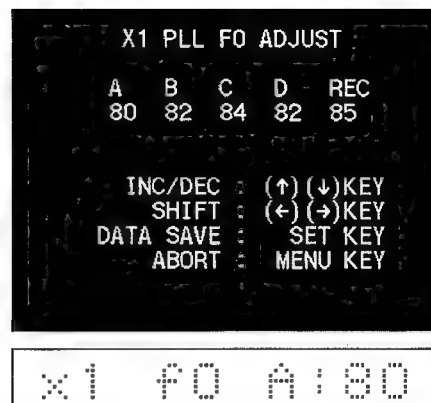 X1 PLL F0 ADJUST
A B C D REC
80 82 84 82 85
INC/DEC : (↑)(↓)KEY
SHIFT : (←)(→)KEY
DATA SAVE : SET KEY
ABORT : MENU KEY
x1 f0 A:80